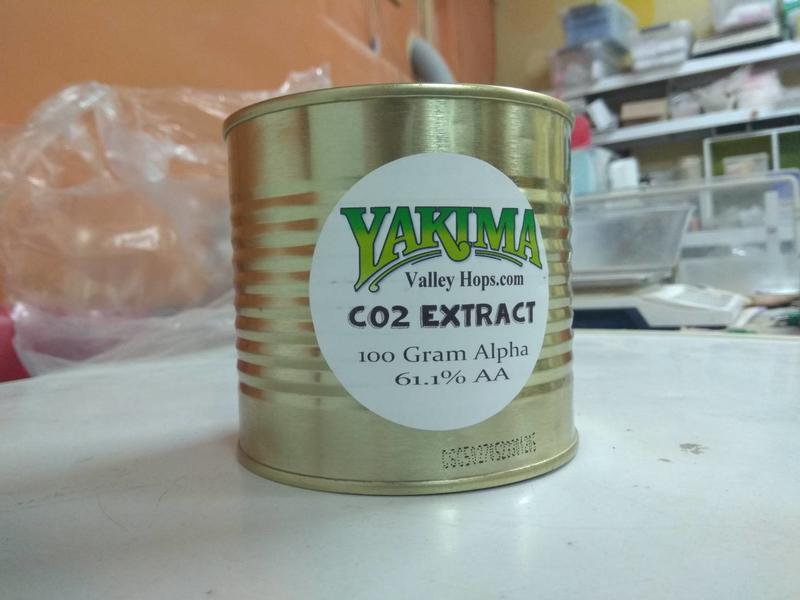 YAKIMA
Valley Hops.com
CO2 EXTRACT
100 Gram Alpha
61.1% AA